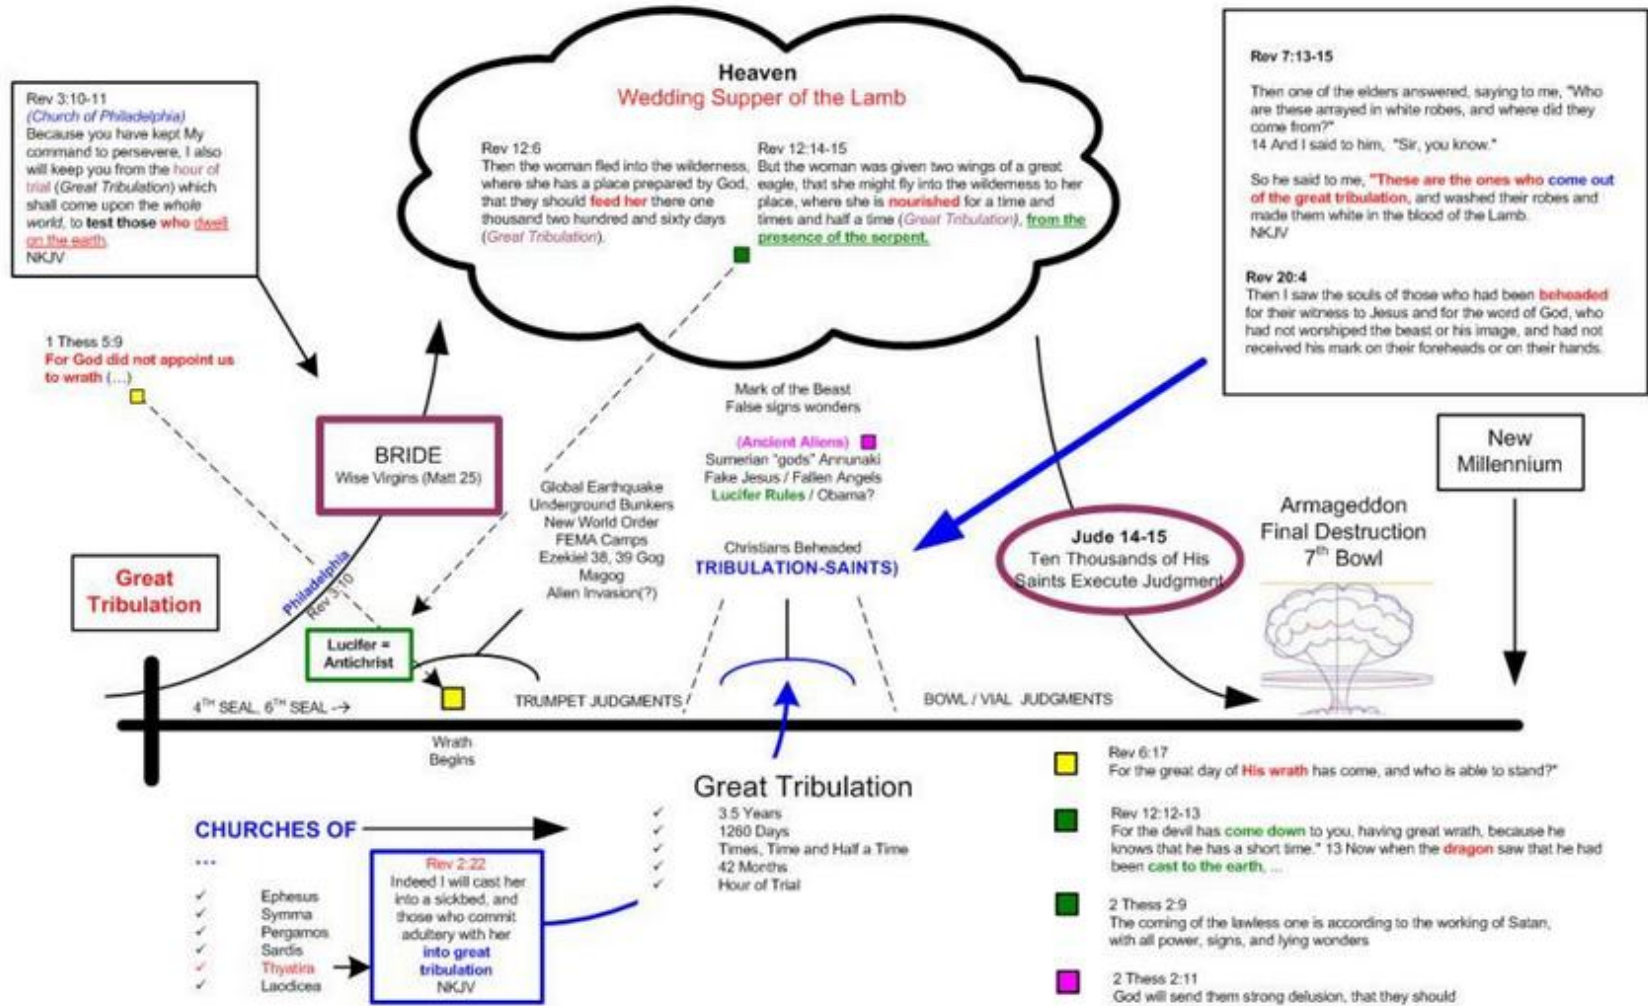 Rev 3:10-11
(Church of Philadelphia)
Because you have kept My
command to persevere, I also
will keep you from the hour of
trial (Great Tribulation) which
shall come upon the whole
world, to test those who dwell
on the earth.
NKJV
Heaven
Wedding Supper of the Lamb
Rev 12:6
Then the woman fled into the wilderness,
where she has a place prepared by God,
that they should feed her there one
thousand two hundred and sixty days
(Great Tribulation).
Rev 12:14-15
But the woman was given two wings of a great
eagle, that she might fly into the wilderness to her
place, where she is nourished for a time and
times and half a time (Great Tribulation), from the
presence of the serpent.
Rev 7:13-15
Then one of the elders answered, saying to me, "Who
are these arrayed in white robes, and where did they
come from?"
14 And I said to him, "Sir, you know."
So he said to me, "These are the ones who come out
of the great tribulation, and washed their robes and
made them white in the blood of the Lamb.
NKJV
Rev 20:4
Then I saw the souls of those who had been beheaded
for their witness to Jesus and for the word of God, who
had not worshiped the beast or his image, and had not
received his mark on their foreheads or on their hands.
1 Thess 5:9
For God did not appoint us
to wrath (...)
BRIDE
Wise Virgins (Matt 25)
Mark of the Beast
False signs wonders
(Ancient Aliens)
Sumerian "gods" Annunaki
Fake Jesus / Fallen Angels
Lucifer Rules / Obama?
Christians Beheaded
TRIBULATION-SAINTS)
Global Earthquake
Underground Bunkers
New World Order
FEMA Camps
Ezekiel 38, 39 Gog
Magog
Alien Invasion(?)
New
Millennium
Jude 14-15
Ten Thousands of His
Saints Execute Judgment
Armageddon
Final Destruction
7th Bowl
Great
Tribulation
Philadelphia
Rev 3:10
Lucifer =
Antichrist
4TH SEAL, 6TH SEAL ->
TRUMPET JUDGMENTS
BOWL / VIAL JUDGMENTS
Wrath
Begins
CHURCHES OF
...
✓ Ephesus
✓ Symma
✓ Pergamos
✓ Sardis
✓ Thyatira
✓ Laodicea
Rev 2:22
Indeed I will cast her
into a sickbed, and
those who commit
adultery with her
into great
tribulation
NKJV
Great Tribulation
✓ 3.5 Years
✓ 1260 Days
✓ Times, Time and Half a Time
✓ 42 Months
✓ Hour of Trial
Rev 6:17
For the great day of His wrath has come, and who is able to stand?"
Rev 12:12-13
For the devil has come down to you, having great wrath, because he
knows that he has a short time." 13 Now when the dragon saw that he had
been cast to the earth, ...
2 Thess 2:9
The coming of the lawless one is according to the working of Satan,
with all power, signs, and lying wonders
2 Thess 2:11
God will send them strong delusion, that they should